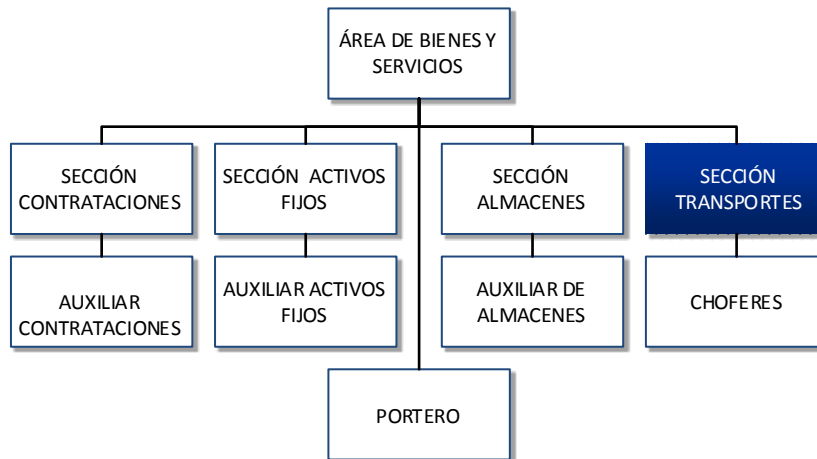 ÁREA DE BIENES Y
SERVICIOS
SECCIÓN
CONTRATACIONES
SECCIÓN ACTIVOS
FIJOS
SECCIÓN
ALMACENES
SECCIÓN
TRANSPORTES
AUXILIAR
CONTRATACIONES
AUXILIAR ACTIVOS
FIJOS
AUXILIAR DE
ALMACENES
CHOFERES
PORTERO